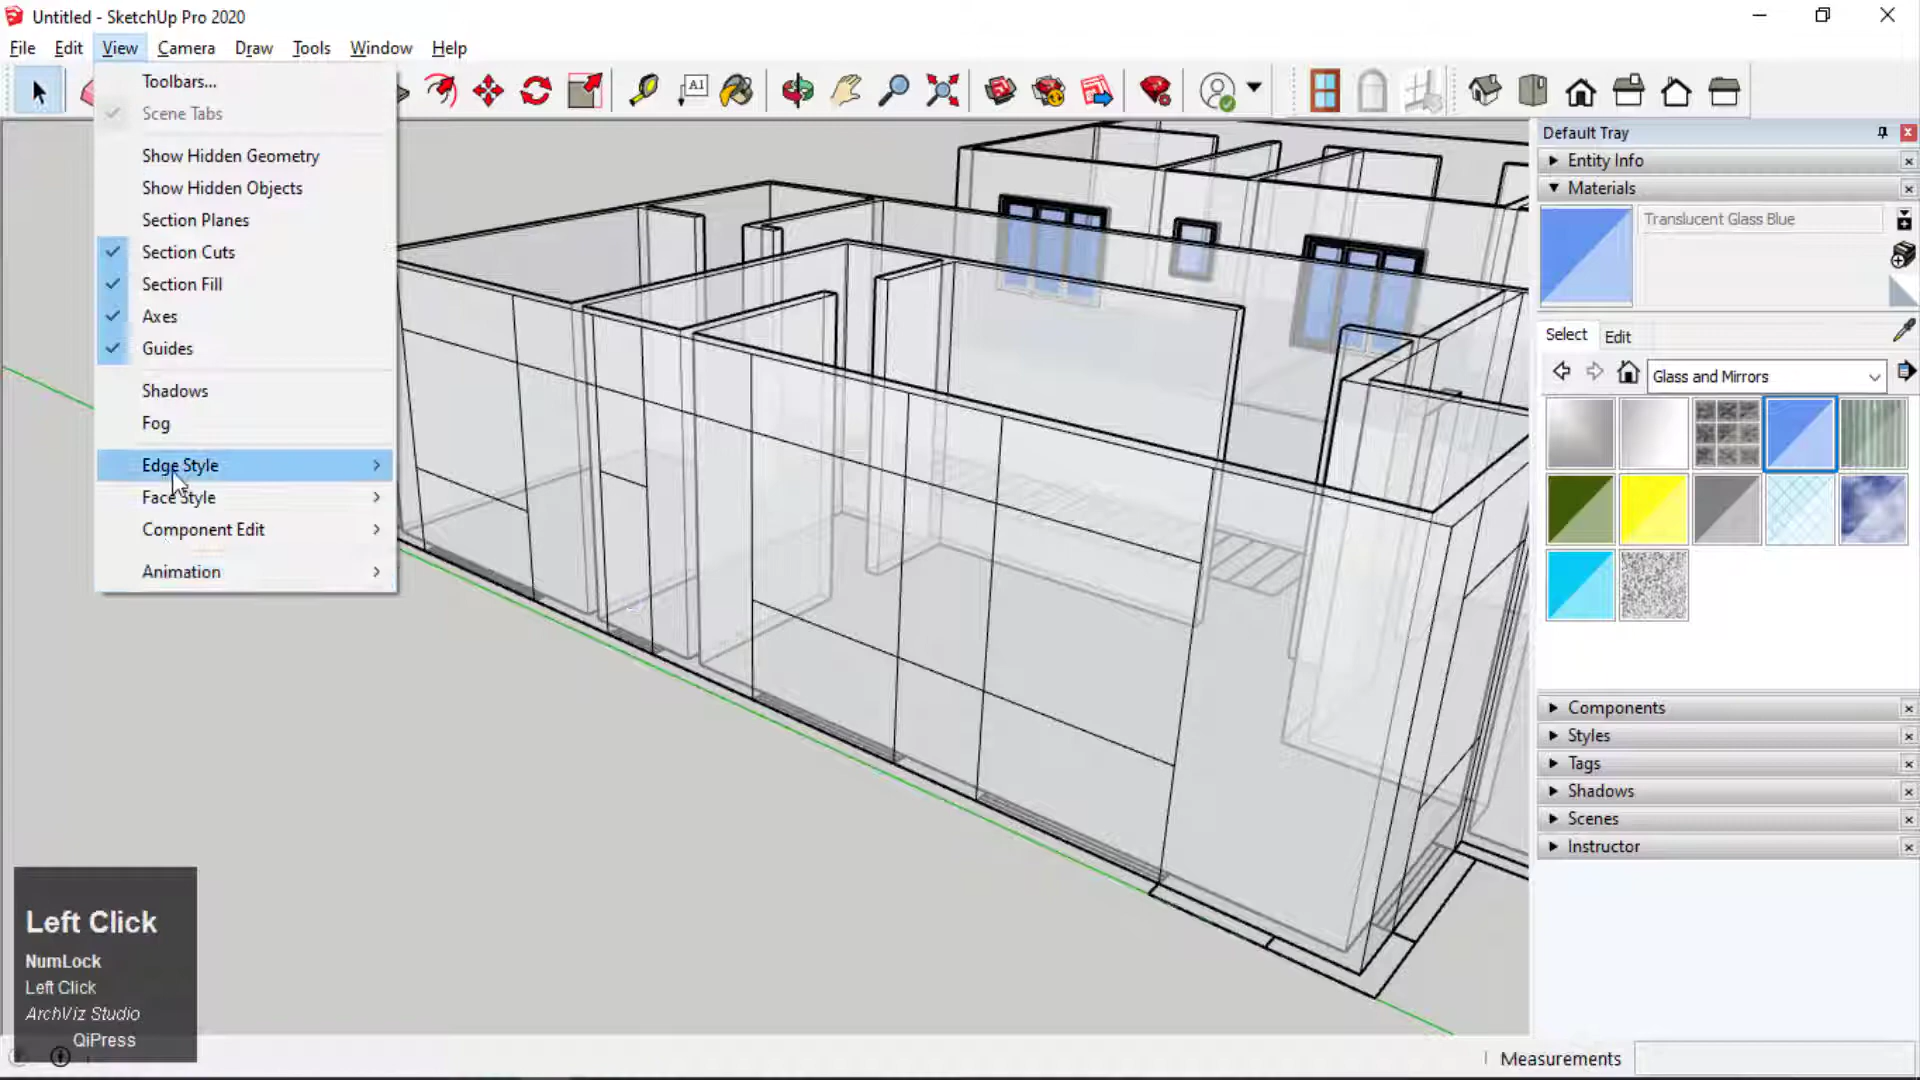 Untitled - SketchUp Pro 2020
File Edit View Camera Draw Tools Window Help
Toolbars...
Scene Tabs
Show Hidden Geometry
Show Hidden Objects
Section Planes
Section Cuts
Section Fill
Axes
Guides
Shadows
Fog
Edge Style
Face Style
Component Edit
Animation
A1
Default Tray
Entity Info
Materials
Translucent Glass Blue
Select Edit
Glass and Mirrors
Components
Styles
Tags
Shadows
Scenes
Instructor
Left Click
NumLock
Left Click
ArchViz Studio
QiPress
Measurements